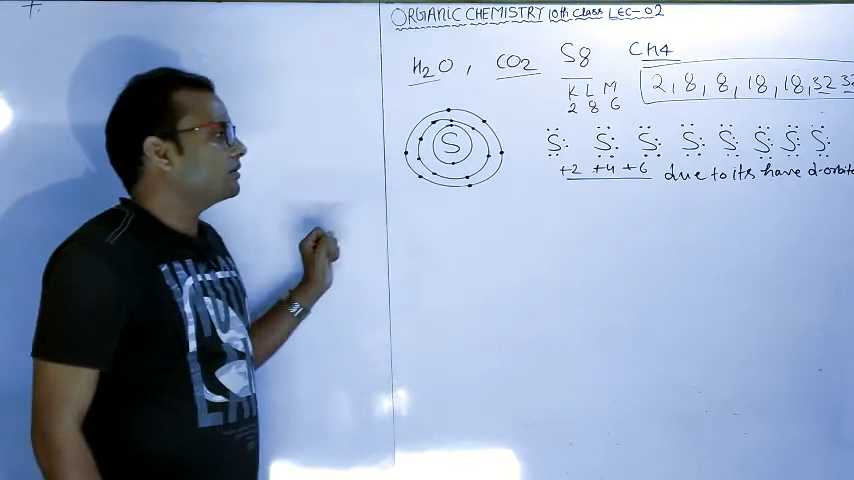 +
ORGANIC CHEMISTRY 10th Class LEC-02
H2O, CO2 S8 CH4
K L M
2 8 6
2, 8, 8, 18, 18, 32 32
S
S S S S S S S S
+2 +4 +6 due to its have d-orbit